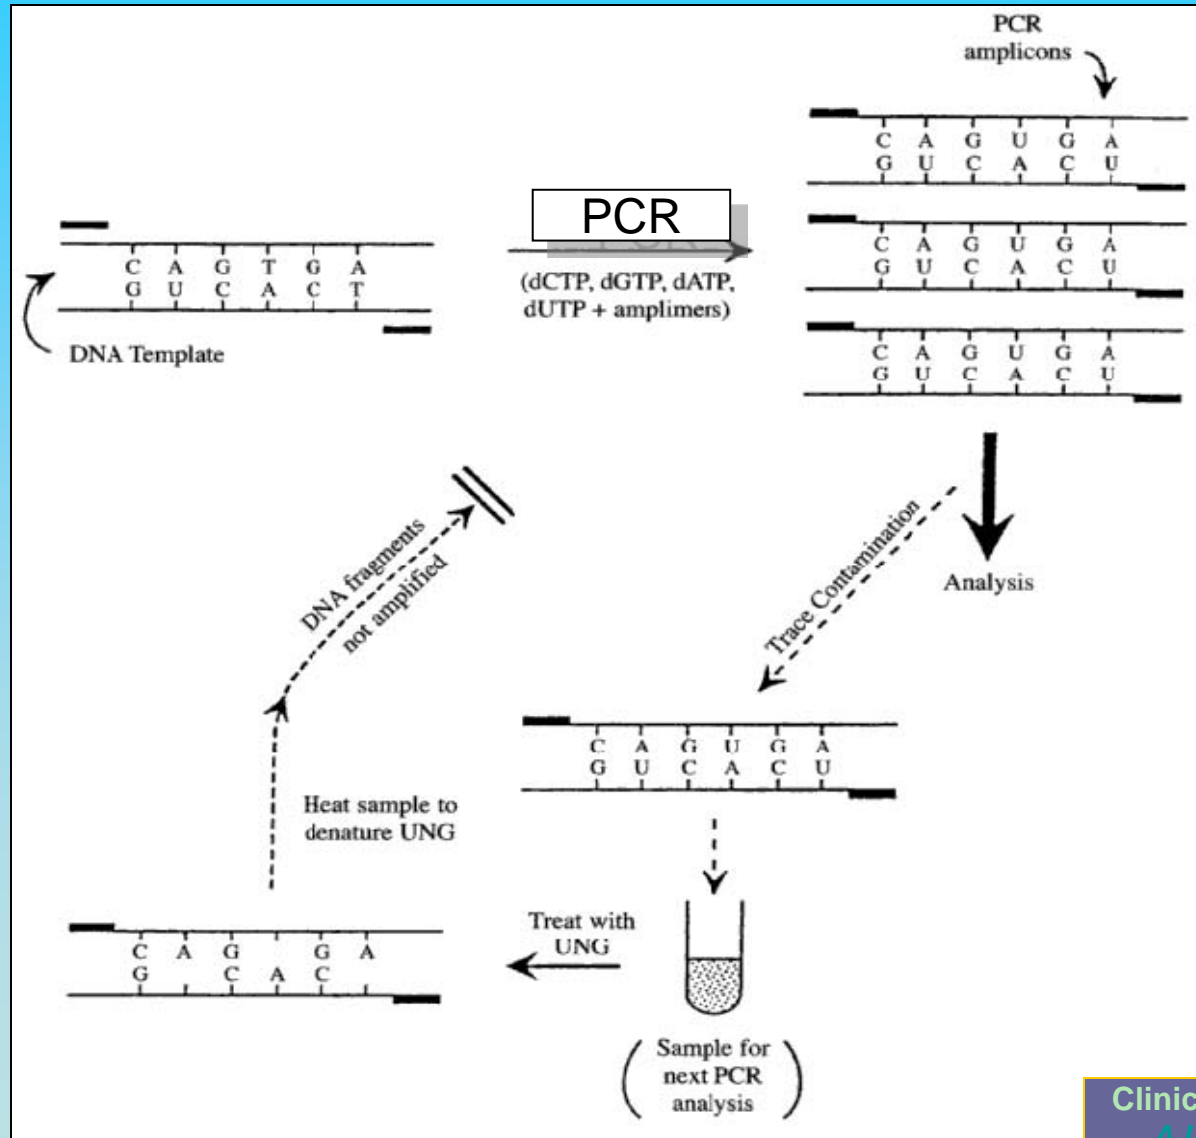 PCR
amplicons
C A G U G A
G U C A C U
PCR
C A G U G A
G U C A C U
C A G T G A
G U C A C T
(dCTP, dGTP, dATP,
dUTP + amplimers)
DNA Template
C A G U G A
G U C A C U
DNA fragments
not amplified
Trace Contamination
Analysis
C A G U G A
G U C A C U
Heat sample to
denature UNG
Treat with
UNG
C A G G A
G C A C
(Sample for
next PCR
analysis)
Clinic